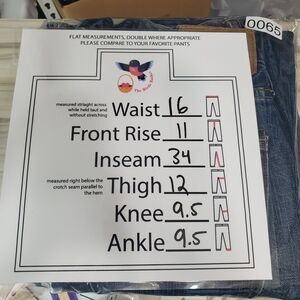 0065
FLAT MEASUREMENTS, DOUBLE WHERE APPROPRIATE
PLEASE COMPARE TO YOUR FAVORITE PANTS
measured straight across
while held taut and
without stretching
Waist 16
Front Rise 11
Inseam 34
measured right below the
crotch seam parallel to
the hem
Thigh 12
Knee 9.5
Ankle 9.5